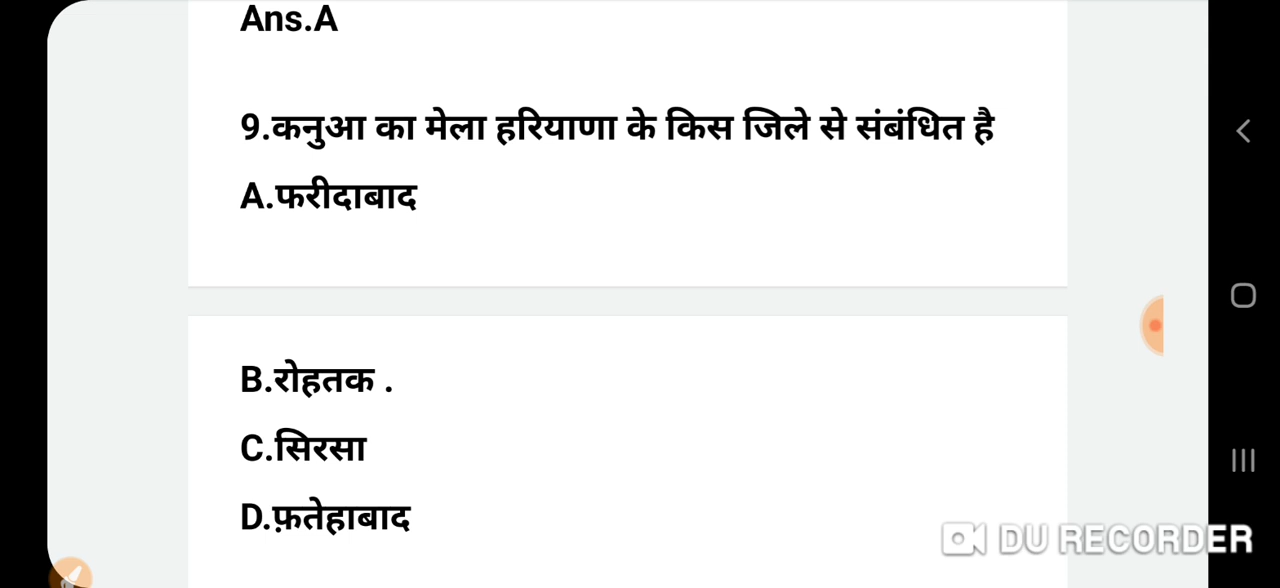 Ans.A
9.कनुआ का मेला हरियाणा के किस जिले से संबंधित है
A.फरीदाबाद
B.रोहतक .
C.सिरसा
D.फ़तेहाबाद
DU RECORDER